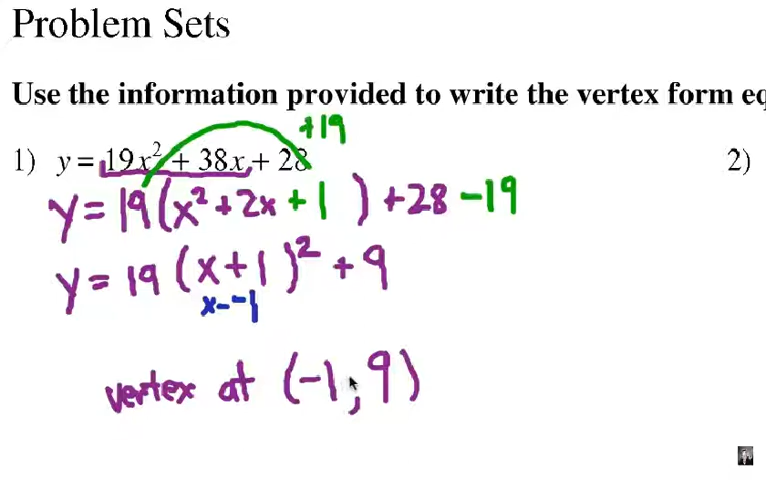 Problem Sets
Use the information provided to write the vertex form eq
+19
1) y = 19x² + 38x + 28
2)
y = 19(x² + 2x + 1 ) + 28 - 19
y = 19 (x + 1)² + 9
x - -1
vertex at (-1, 9)